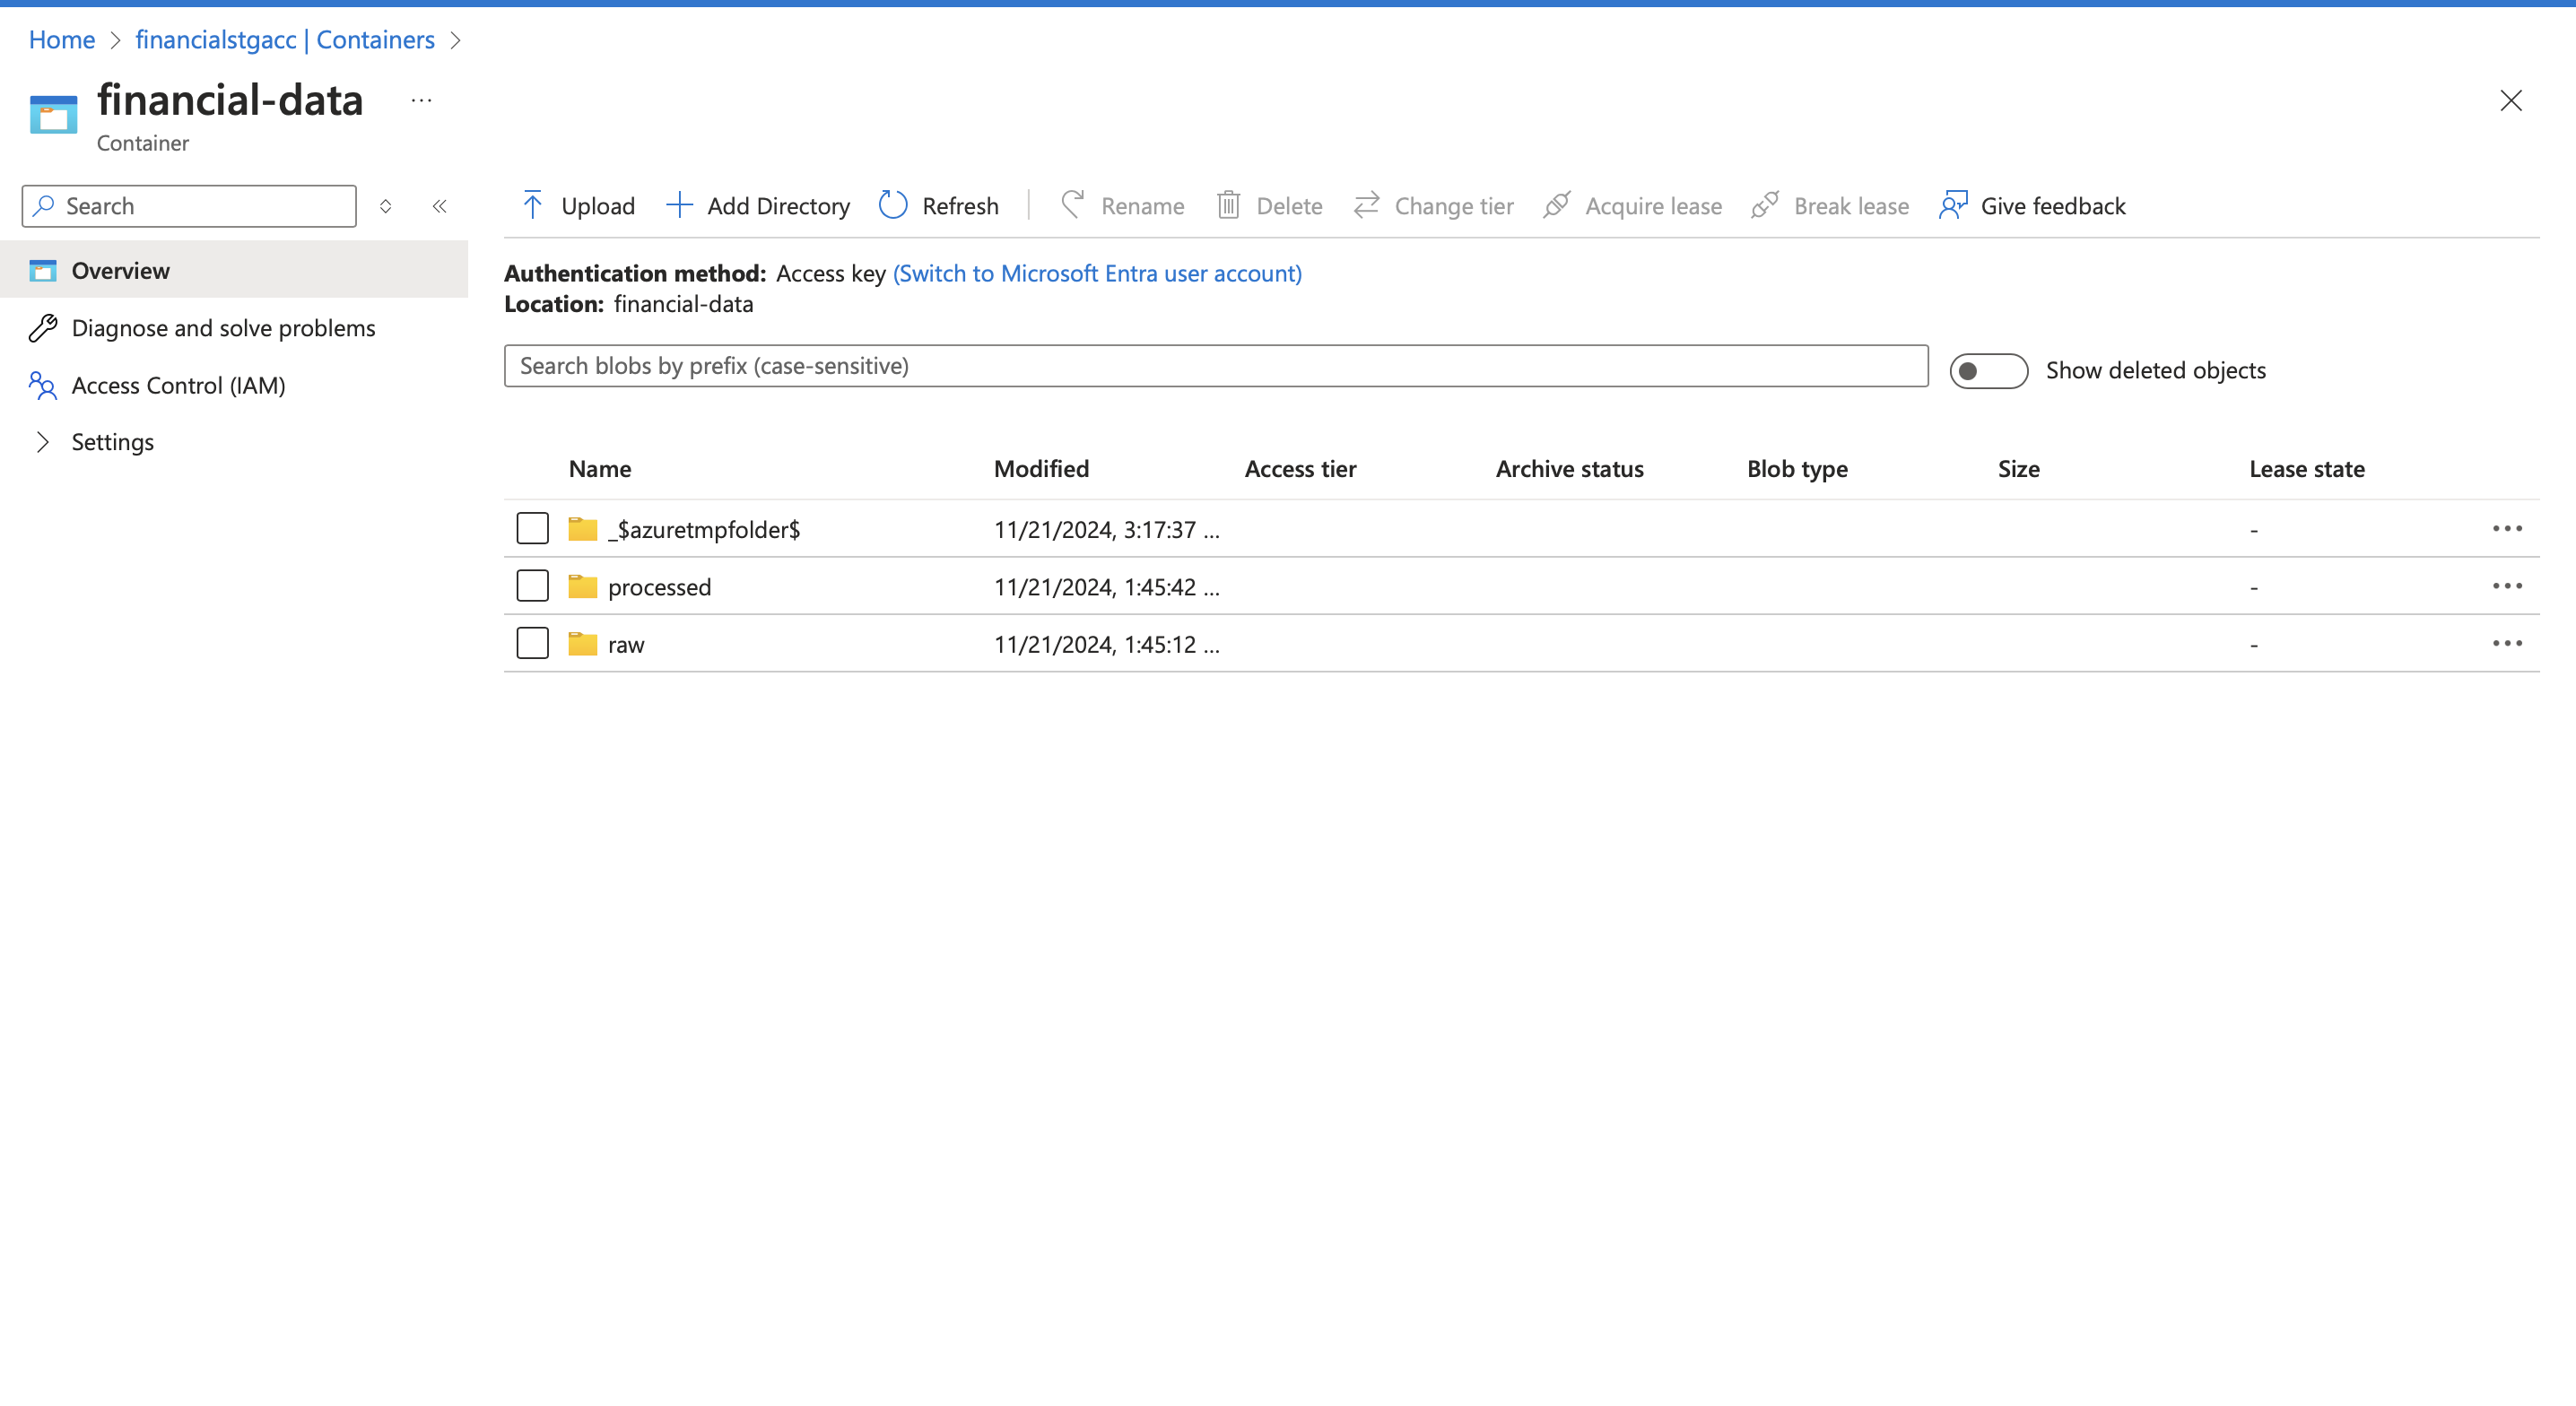 Home > financialstgacc | Containers >
financial-data ...
Container
Search
Upload Add Directory Refresh Rename Delete Change tier Acquire lease Break lease Give feedback
Overview
Diagnose and solve problems
Access Control (IAM)
Settings
Authentication method: Access key (Switch to Microsoft Entra user account)
Location: financial-data
Search blobs by prefix (case-sensitive)
Show deleted objects
Name Modified Access tier Archive status Blob type Size Lease state
_$azuretmpfolder$ 11/21/2024, 3:17:37 ... -
processed 11/21/2024, 1:45:42 ... -
raw 11/21/2024, 1:45:12 ... -